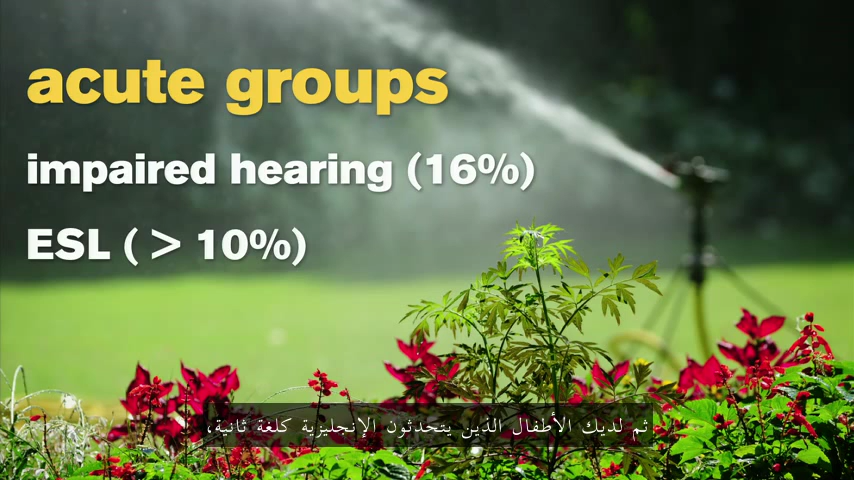 acute groups
impaired hearing (16%)
ESL ( > 10%)
ثم لديك الأطفال الذين يتحدثون الإنجليزية كلغة ثانية،